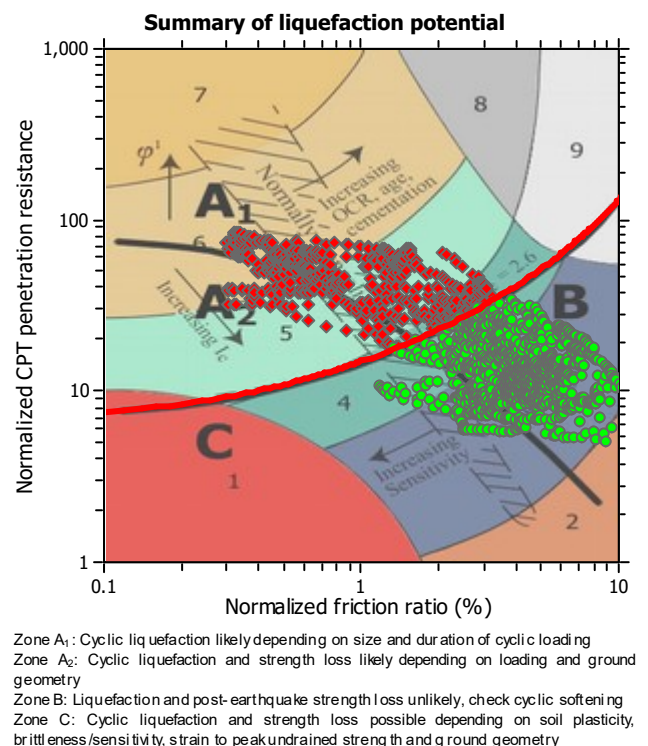 Summary of liquefaction potential
1,000
100
10
1
Normalized CPT penetration resistance
7
8
9
φ¹
Normally
Increasing
OCR, age,
cementation
A1
6
A2
Increasing Ic
5
= 2.6
B
4
C
1
Increasing
Sensitivity
2
0.1
1
10
Normalized friction ratio (%)
Zone A1: Cyclic liquefaction likely depending on size and duration of cyclic loading
Zone A2: Cyclic liquefaction and strength loss likely depending on loading and ground
geometry
Zone B: Liquefaction and post-earthquake strength loss unlikely, check cyclic softening
Zone C: Cyclic liquefaction and strength loss possible depending on soil plasticity,
brittleness/sensitivity, strain to peak undrained strength and ground geometry